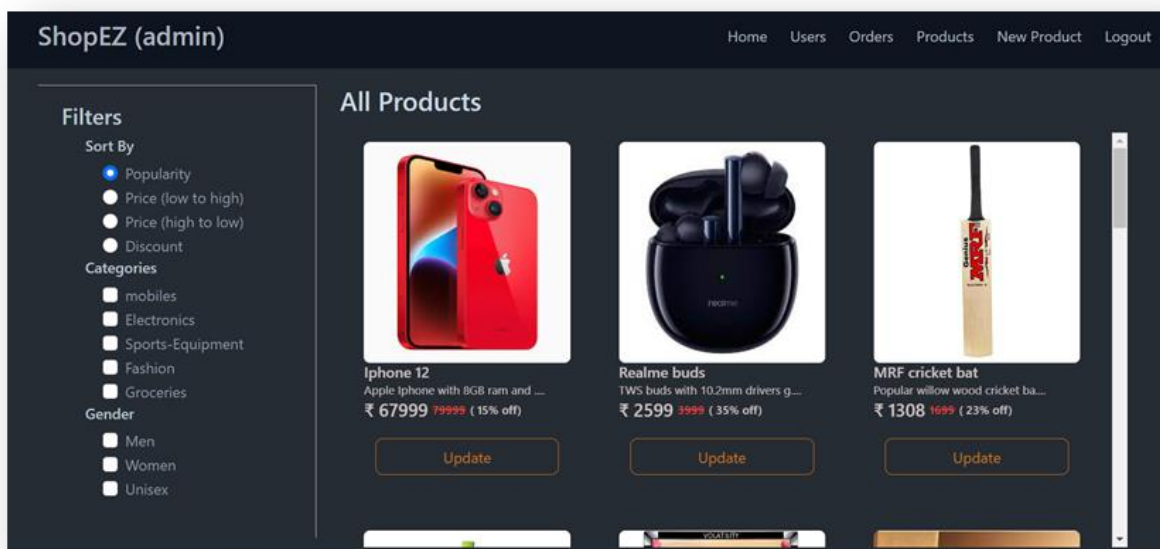 ShopEZ (admin)
Home Users Orders Products New Product Logout
Filters
Sort By
Popularity
Price (low to high)
Price (high to low)
Discount
Categories
mobiles
Electronics
Sports-Equipment
Fashion
Groceries
Gender
Men
Women
Unisex
All Products
realme
Iphone 12
Apple Iphone with 8GB ram and ....
₹ 67999 79999 ( 15% off)
Update
Realme buds
TWS buds with 10.2mm drivers g....
₹ 2599 3999 ( 35% off)
Update
Genius
MRF
MRF cricket bat
Popular willow wood cricket ba....
₹ 1308 1699 ( 23% off)
Update